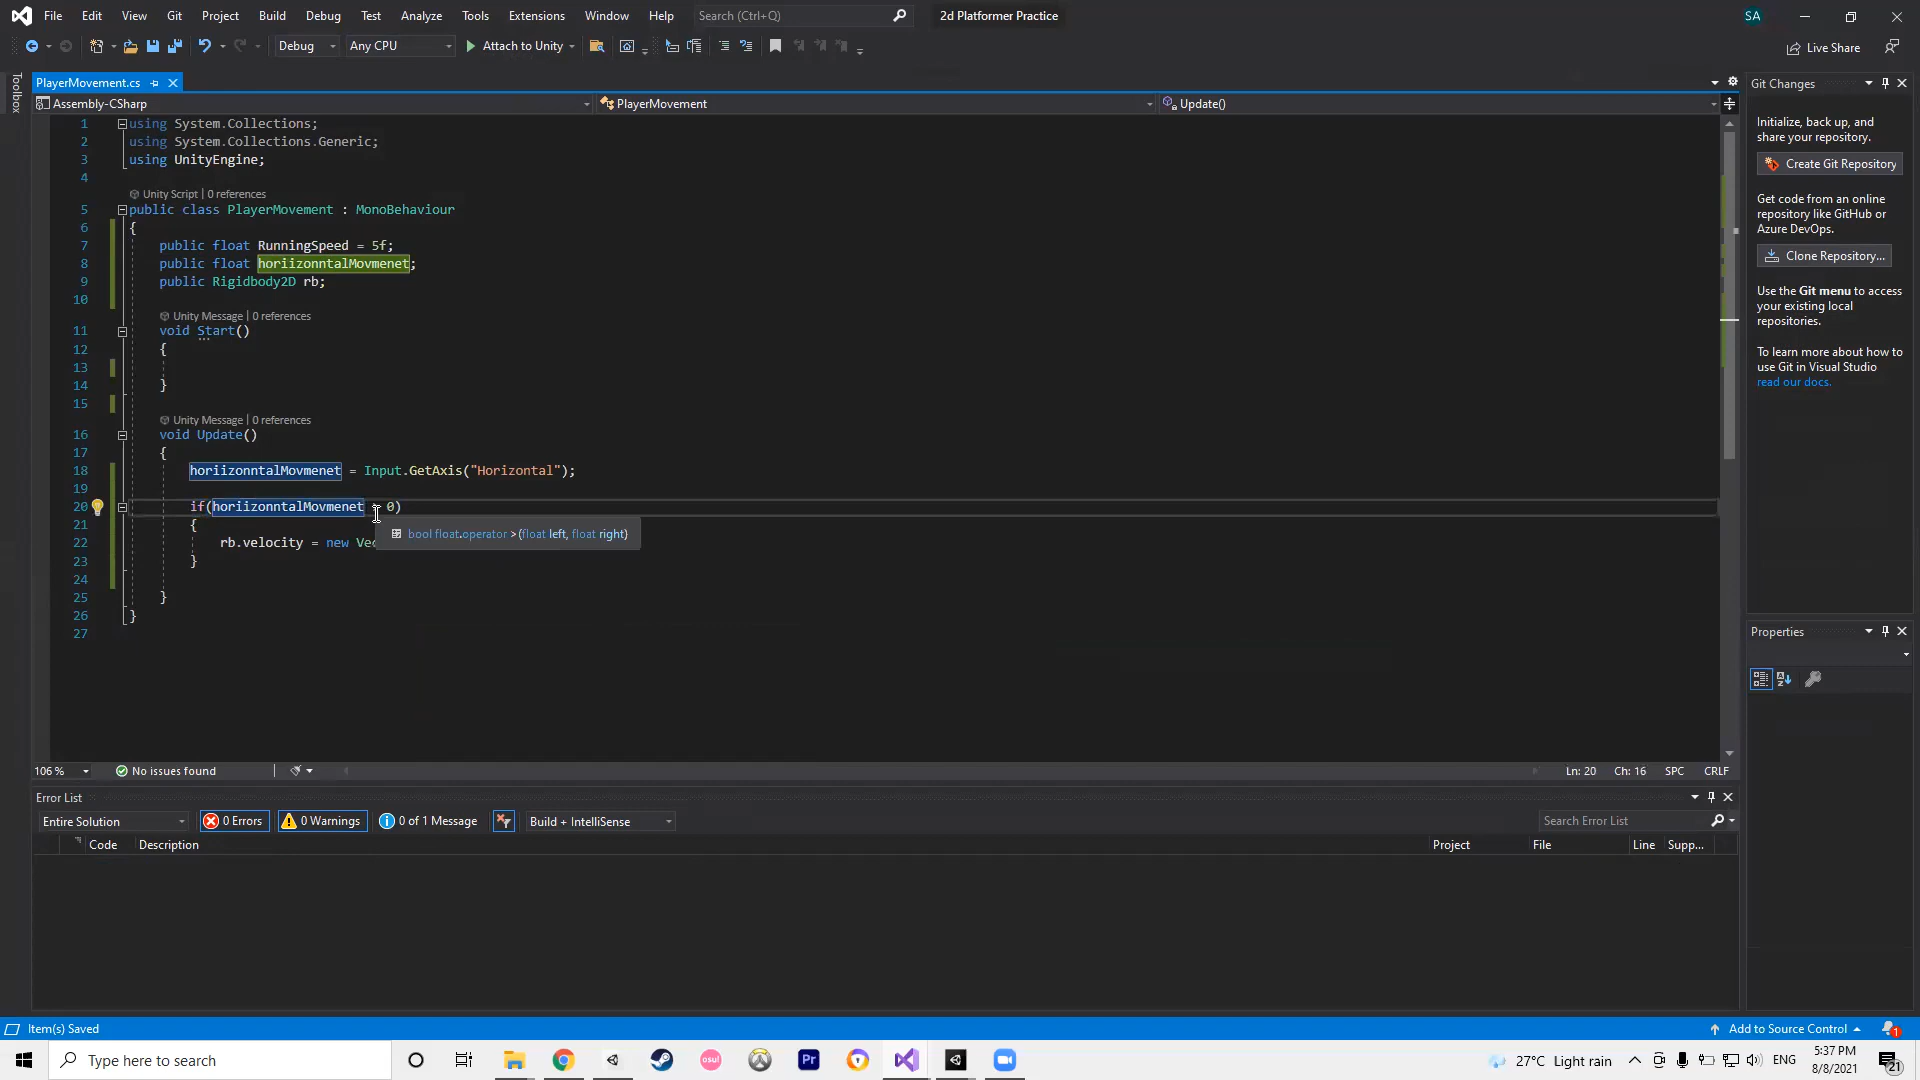 File Edit View Git Project Build Debug Test Analyze Tools Extensions Window Help Search (Ctrl+Q) 2d Platformer Practice SA
Debug Any CPU Attach to Unity Live Share
Toolbox
PlayerMovement.cs
Assembly-CSharp PlayerMovement Update()
1 using System.Collections;
2 using System.Collections.Generic;
3 using UnityEngine;
4
Unity Script | 0 references
5 public class PlayerMovement : MonoBehaviour
6 {
7 public float RunningSpeed = 5f;
8 public float horiizonntalMovmenet;
9 public Rigidbody2D rb;
10
Unity Message | 0 references
11 void Start()
12 {
13
14 }
15
Unity Message | 0 references
16 void Update()
17 {
18 horiizonntalMovmenet = Input.GetAxis("Horizontal");
19
20 if(horiizonntalMovmenet > 0)
21 {
bool float.operator >(float left, float right)
22 rb.velocity = new Vec
23 }
24
25 }
26 }
27
106 % No issues found Ln: 20 Ch: 16 SPC CRLF
Error List
Entire Solution 0 Errors 0 Warnings 0 of 1 Message Build + IntelliSense Search Error List
Code Description Project File Line Supp...
Git Changes
Initialize, back up, and
share your repository.
Create Git Repository
Get code from an online
repository like GitHub or
Azure DevOps.
Clone Repository...
Use the Git menu to access
your existing local
repositories.
To learn more about how to
use Git in Visual Studio
read our docs.
Properties
Item(s) Saved Add to Source Control 1
Type here to search osu! Pr 27°C Light rain ENG 5:37 PM
8/8/2021 21